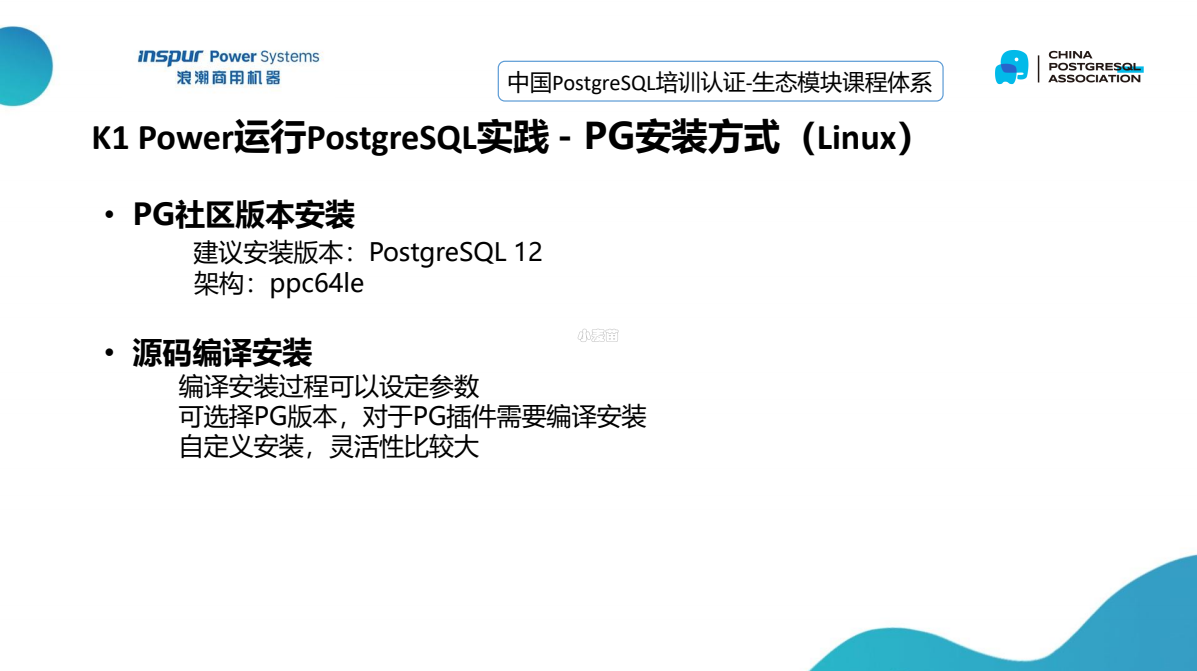 inspur Power Systems
浪潮商用机器
中国PostgreSQL培训认证-生态模块课程体系
CHINA
POSTGRESQL
ASSOCIATION
K1 Power运行PostgreSQL实践 - PG安装方式（Linux）
• PG社区版本安装
建议安装版本：PostgreSQL 12
架构：ppc64le
小麦苗
• 源码编译安装
编译安装过程可以设定参数
可选择PG版本，对于PG插件需要编译安装
自定义安装，灵活性比较大